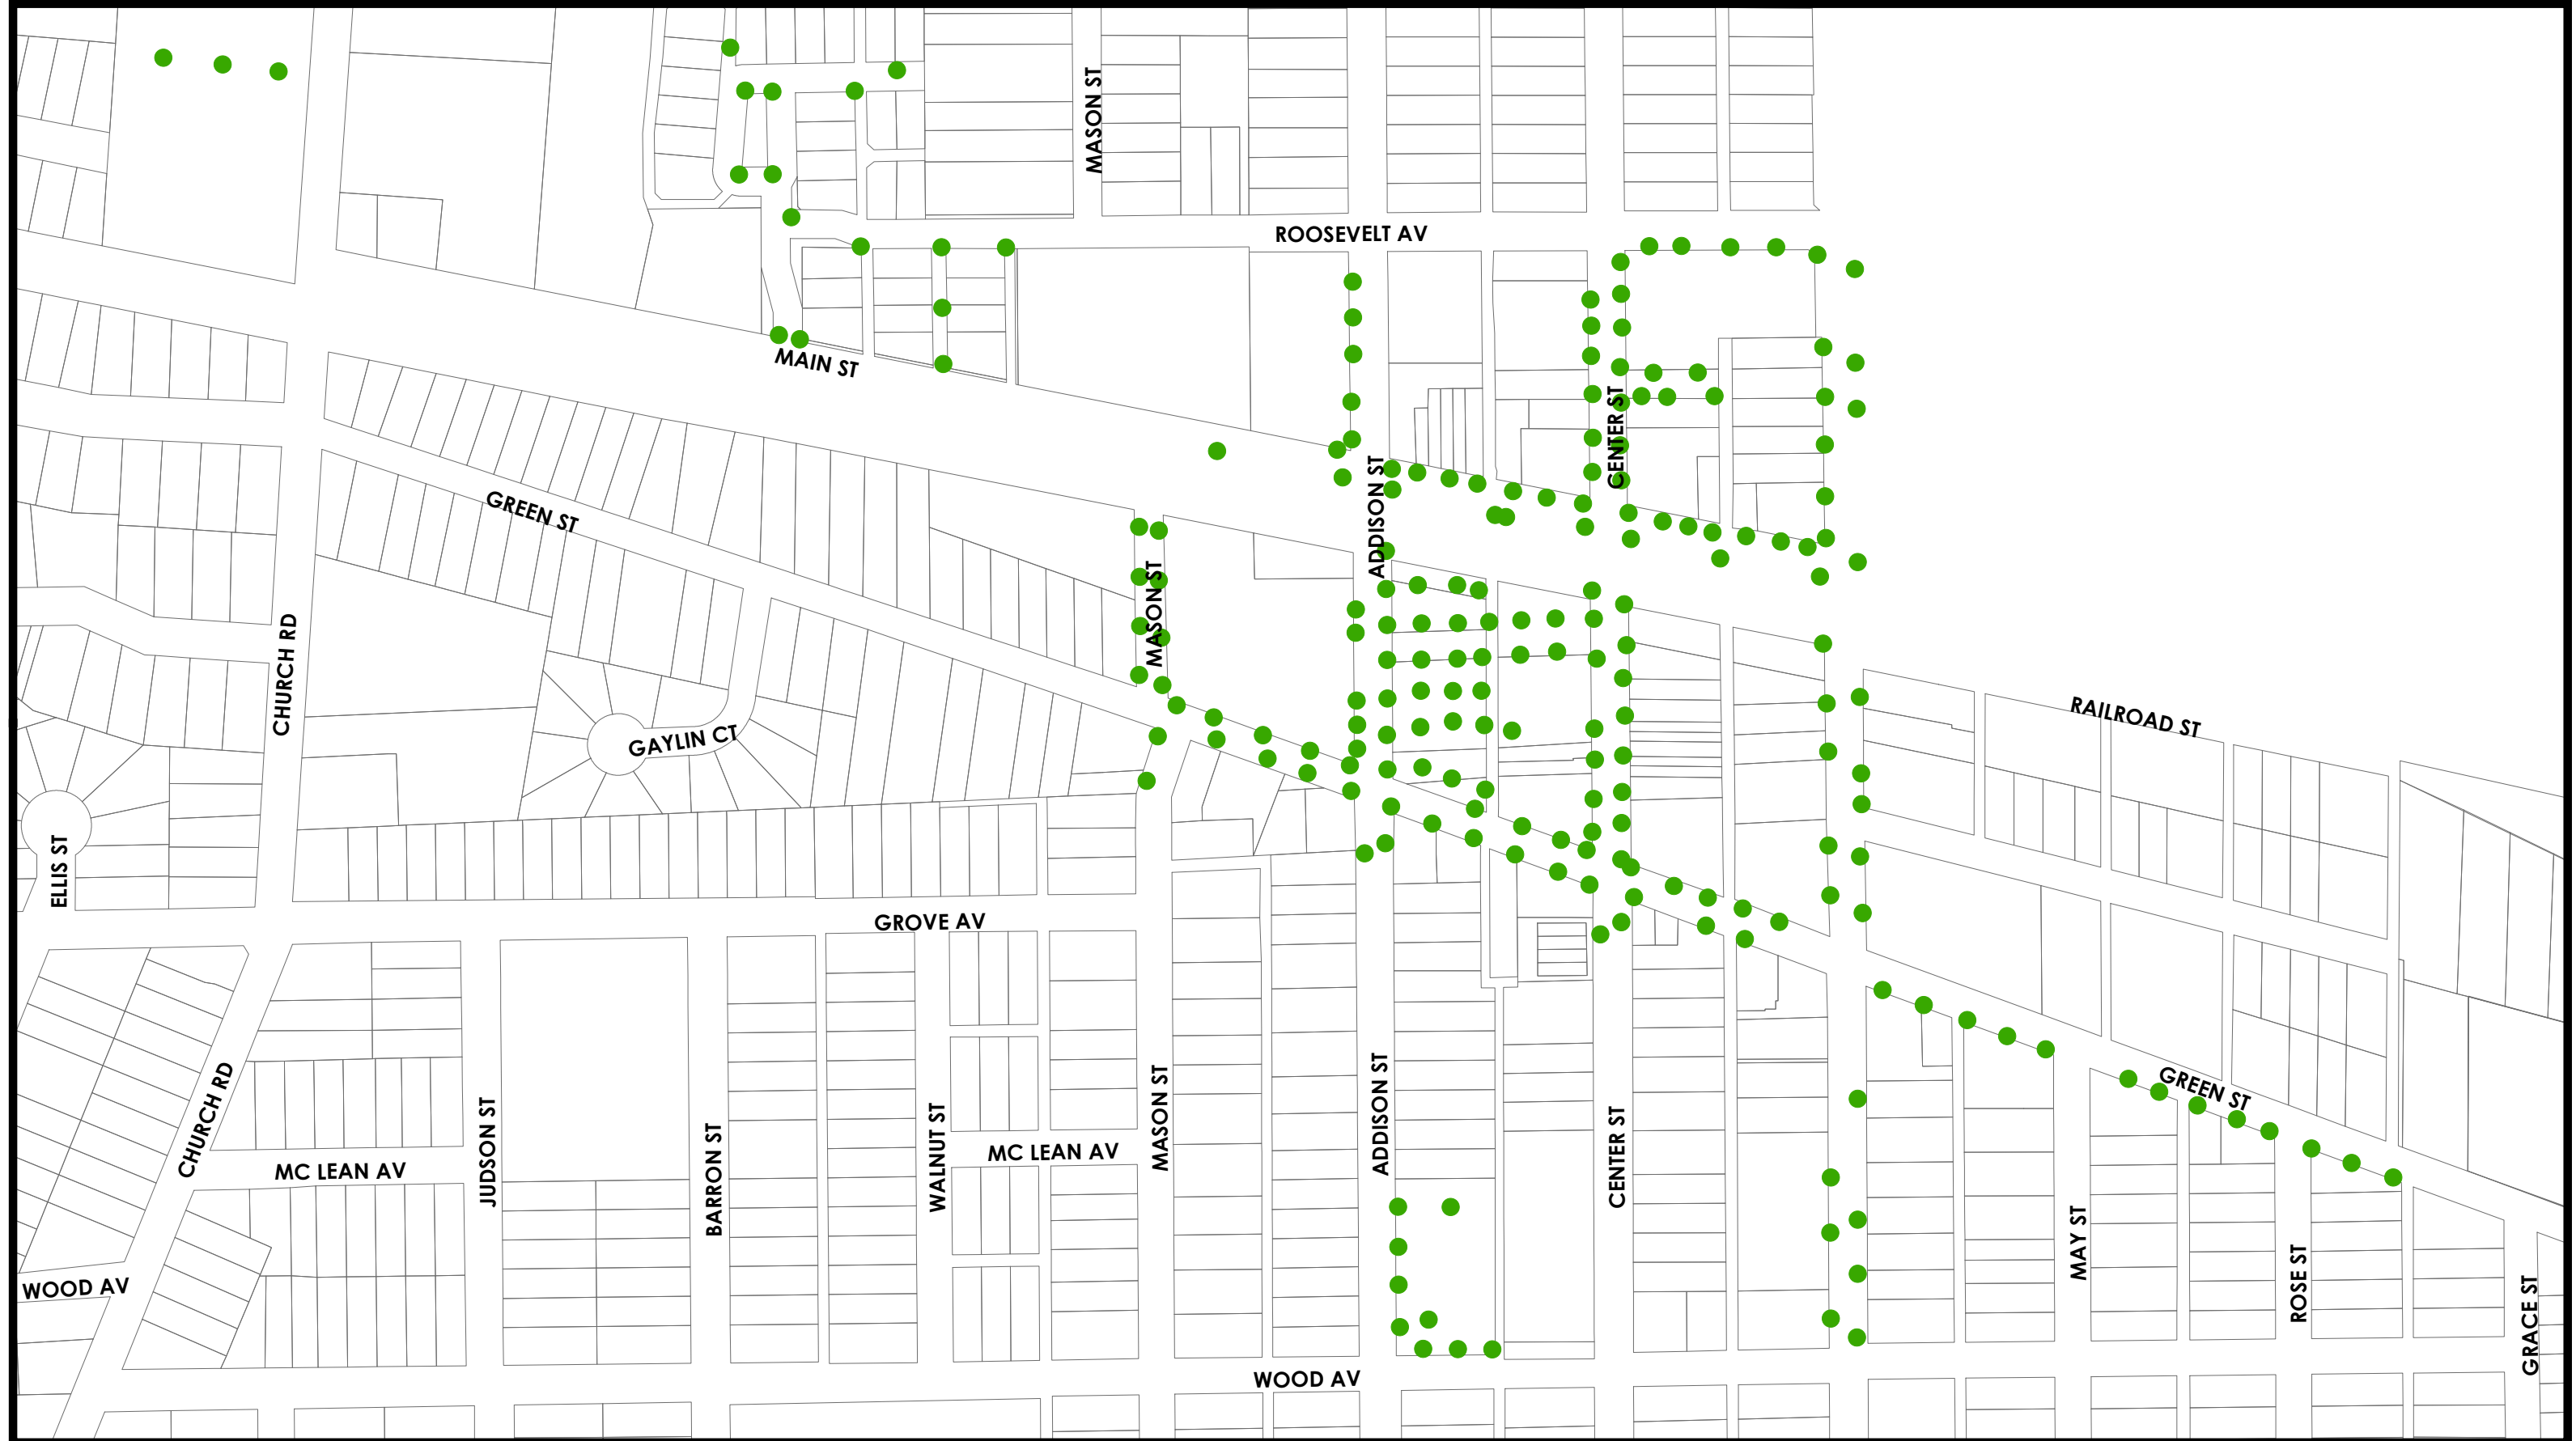 MASON ST
ROOSEVELT AV
MAIN ST
CENTER ST
ADDISON ST
GREEN ST
MASON ST
CHURCH RD
GAYLIN CT
RAILROAD ST
ELLIS ST
GROVE AV
CHURCH RD
MC LEAN AV
JUDSON ST
BARRON ST
WALNUT ST
MC LEAN AV
MASON ST
ADDISON ST
CENTER ST
GREEN ST
MAY ST
ROSE ST
GRACE ST
WOOD AV
WOOD AV